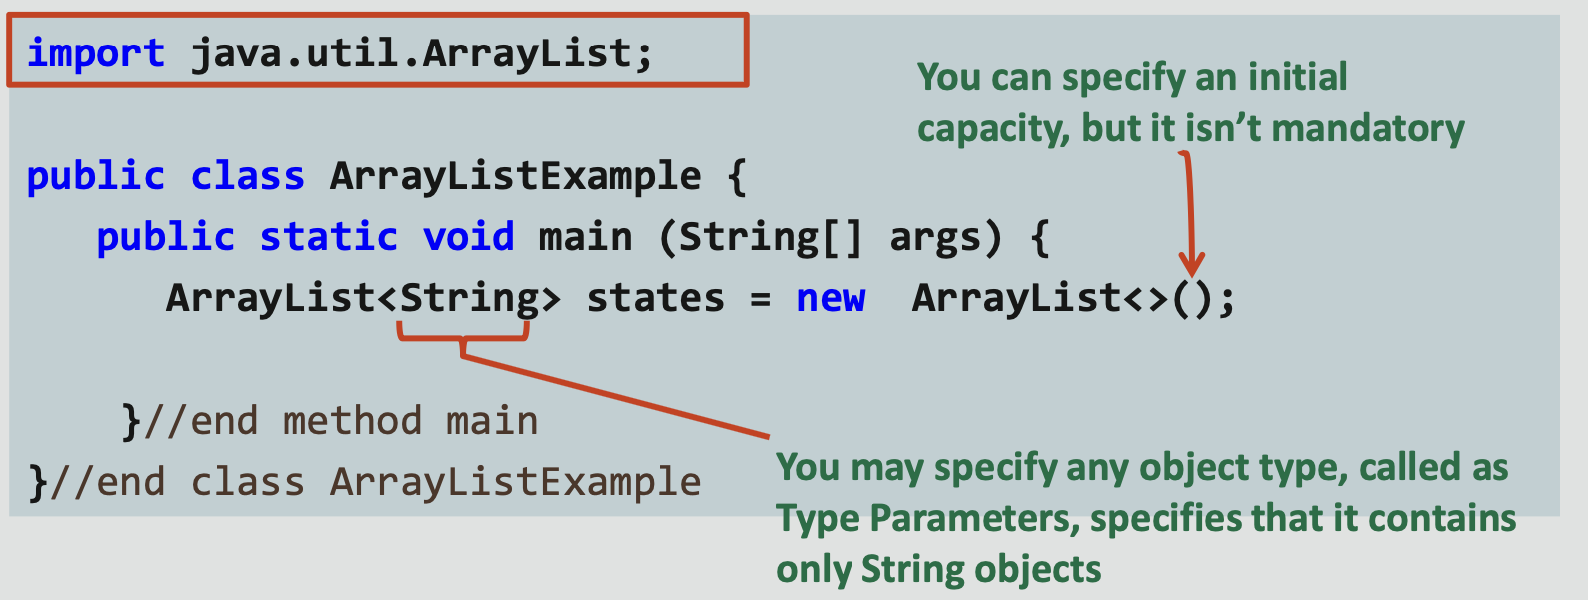 import java.util.ArrayList;
You can specify an initial
capacity, but it isn’t mandatory
public class ArrayListExample {
public static void main (String[] args) {
ArrayList<String> states = new  ArrayList<>();
}//end method main
}//end class ArrayListExample
You may specify any object type, called as
Type Parameters, specifies that it contains
only String objects